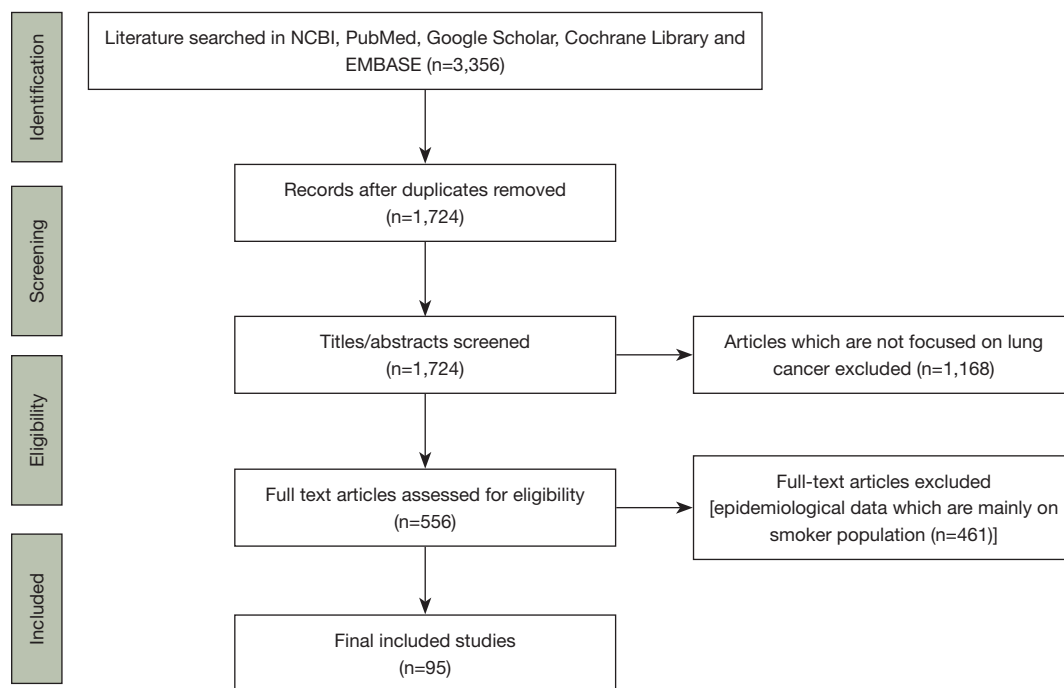 Identification
Literature searched in NCBI, PubMed, Google Scholar, Cochrane Library and
EMBASE (n=3,356)
Records after duplicates removed
(n=1,724)
Screening
Titles/abstracts screened
(n=1,724)
Articles which are not focused on lung
cancer excluded (n=1,168)
Eligibility
Full text articles assessed for eligibility
(n=556)
Full-text articles excluded
[epidemiological data which are mainly on
smoker population (n=461)]
Included
Final included studies
(n=95)